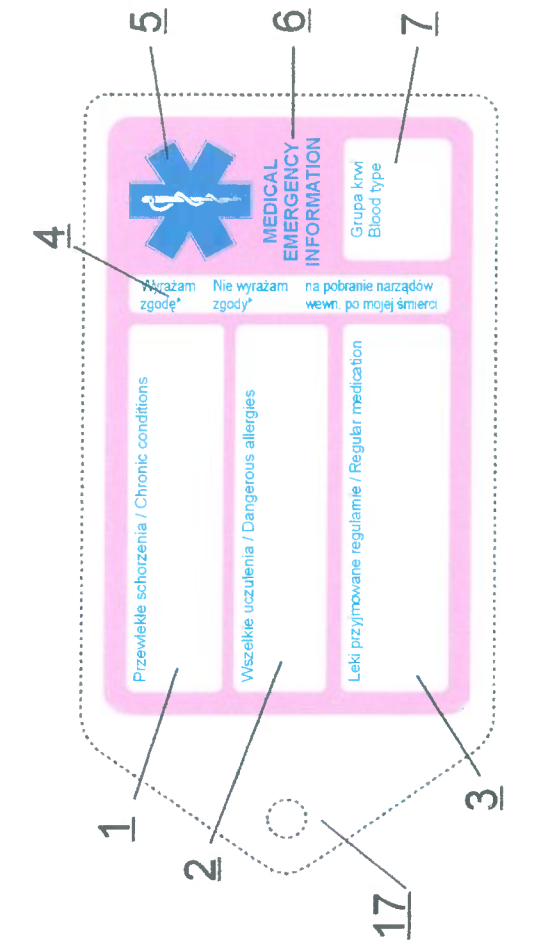 5
6
7
4
MEDICAL
EMERGENCY
INFORMATION
Grupa krwi
Blood type
Wyrażam
zgodę*
Nie wyrażam
zgody*
na pobranie narządów
wewn. po mojej śmierci
Przewlekłe schorzenia / Chronic conditions
Wszelkie uczulenia / Dangerous allergies
Leki przyjmowane regularnie / Regular medication
1
2
3
17